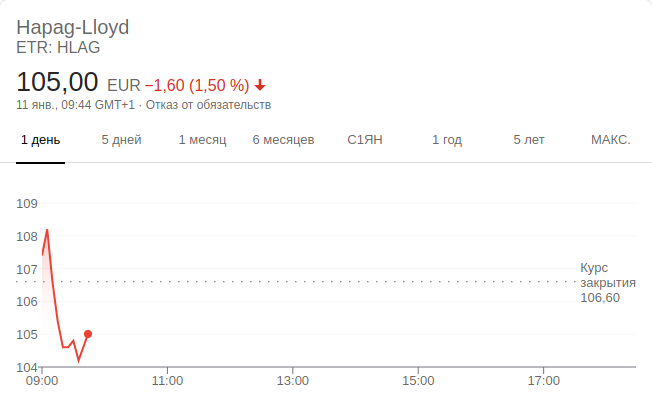 Hapag-Lloyd
ETR: HLAG
105,00 EUR −1,60 (1,50 %)
11 янв., 09:44 GMT+1 · Отказ от обязательств
1 день 5 дней 1 месяц 6 месяцев С1ЯН 1 год 5 лет МАКС.
109
108
107
106
105
104
Курс
закрытия
106,60
09:00 11:00 13:00 15:00 17:00